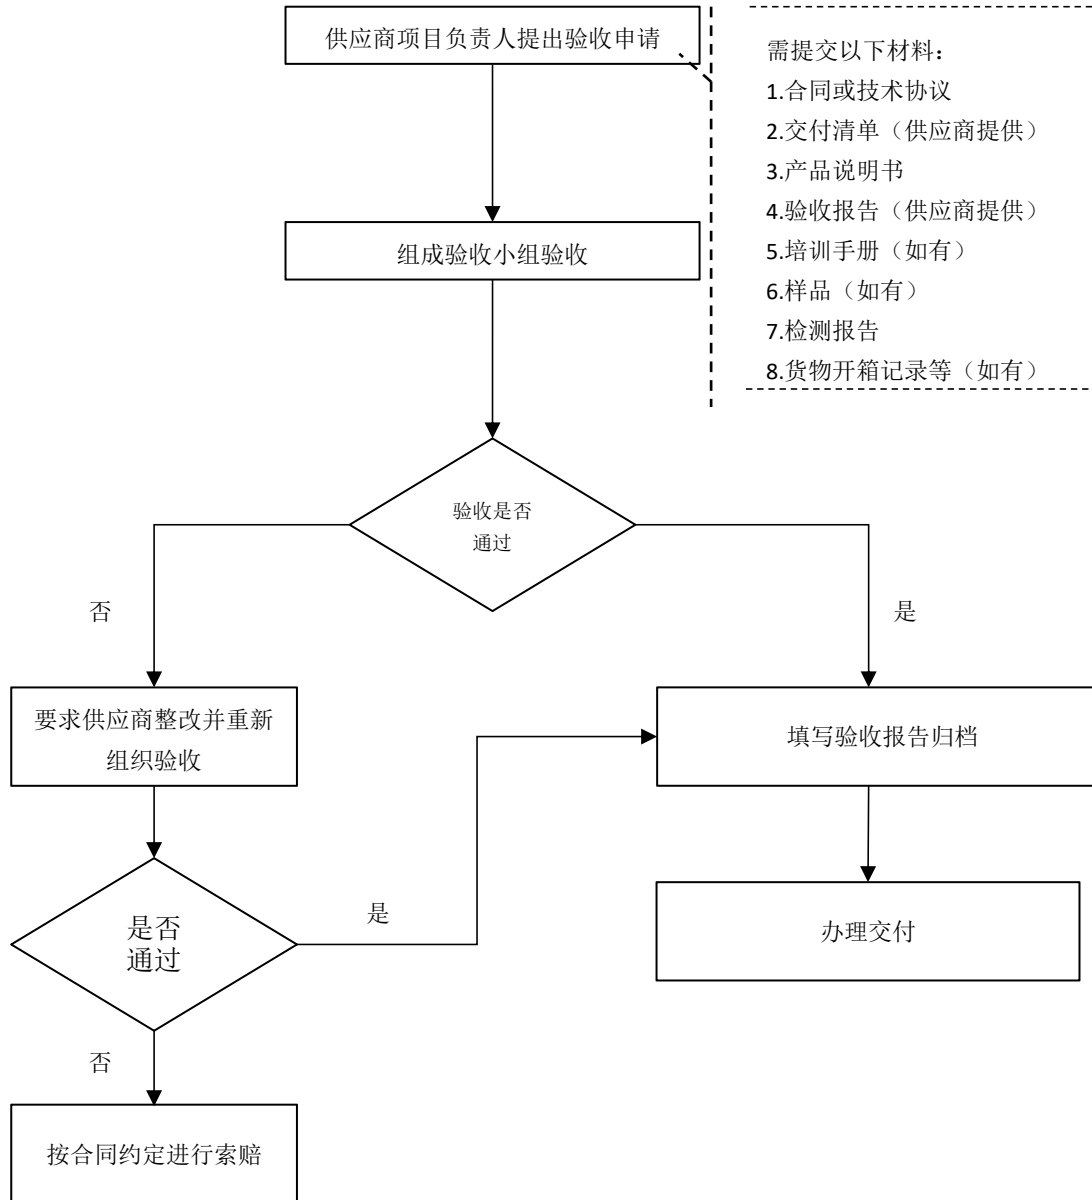 供应商项目负责人提出验收申请
需提交以下材料：
1.合同或技术协议
2.交付清单（供应商提供）
3.产品说明书
4.验收报告（供应商提供）
5.培训手册（如有）
6.样品（如有）
7.检测报告
8.货物开箱记录等（如有）
组成验收小组验收
验收是否
通过
否
是
要求供应商整改并重新
组织验收
填写验收报告归档
是否
通过
是
办理交付
否
按合同约定进行索赔